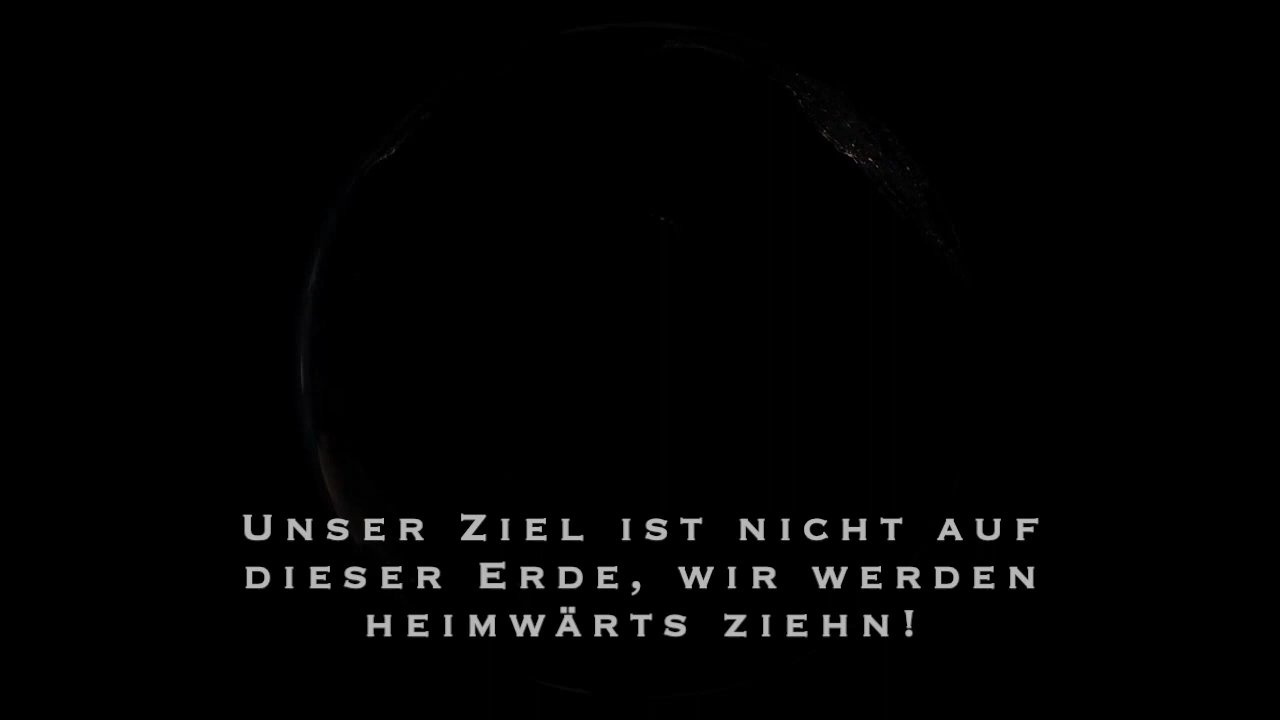 Unser Ziel ist nicht auf
dieser Erde, wir werden
heimwärts ziehn!